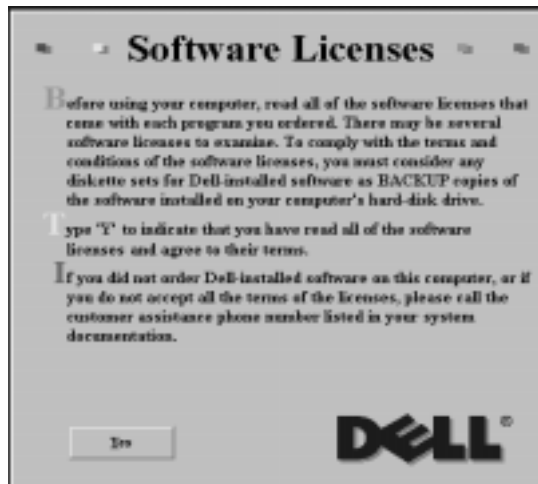 Software Licenses
Before using your computer, read all of the software licenses that
come with each program you ordered. There may be several
software licenses to examine. To comply with the terms and
conditions of the software licenses, you must consider any
diskette sets for Dell-installed software as BACKUP copies of
the software installed on your computer's hard-disk drive.
Type 'Y' to indicate that you have read all of the software
licenses and agree to their terms.
If you did not order Dell-installed software on this computer, or if
you do not accept all the terms of the licenses, please call the
customer assistance phone number listed in your system
documentation.
Yes
DELL®